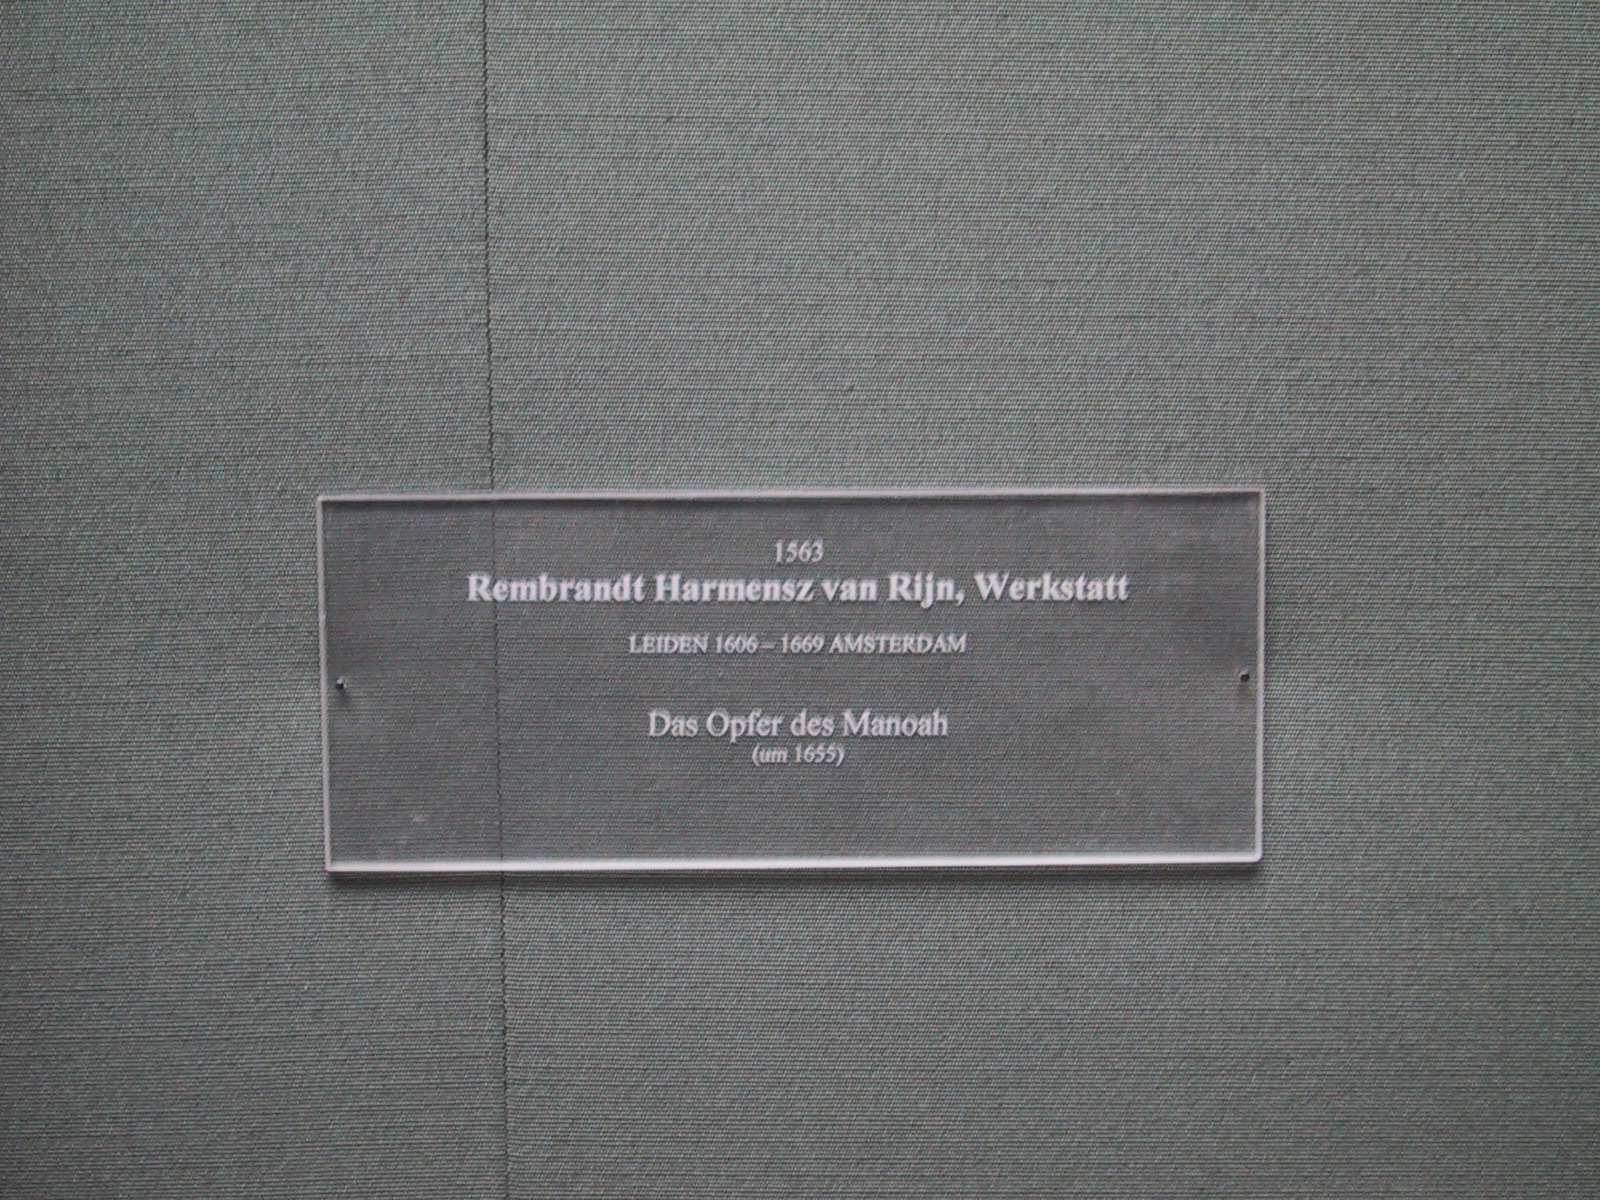 1563
Rembrandt Harmensz van Rijn, Werkstatt
LEIDEN 1606 – 1669 AMSTERDAM
Das Opfer des Manoah
(um 1655)